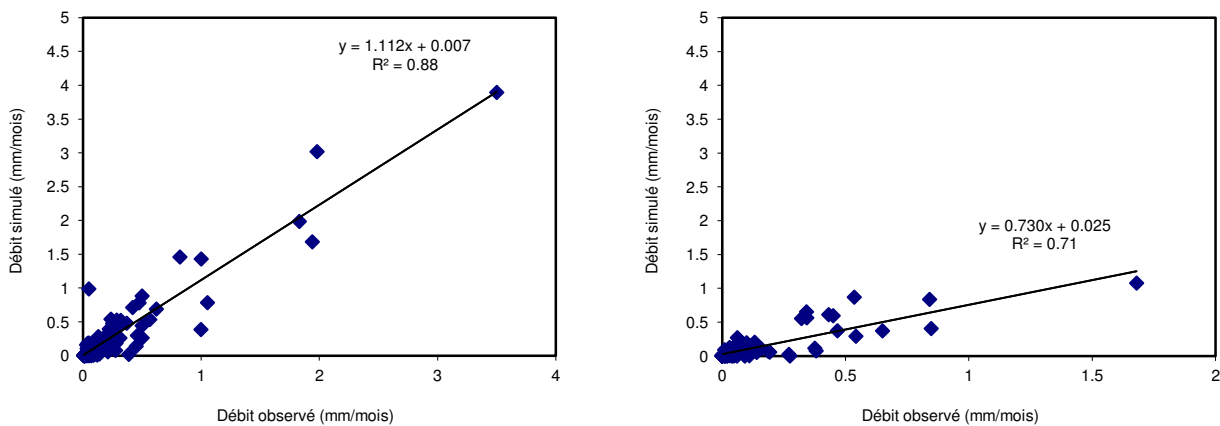 5
4.5
4
3.5
3
2.5
2
1.5
1
0.5
0
y = 1.112x + 0.007
R² = 0.88
Débit simulé (mm/mois)
0 1 2 3 4
Débit observé (mm/mois)
5
4.5
4
3.5
3
2.5
2
1.5
1
0.5
0
y = 0.730x + 0.025
R² = 0.71
Débit simulé (mm/mois)
0 0.5 1 1.5 2
Débit observé (mm/mois)